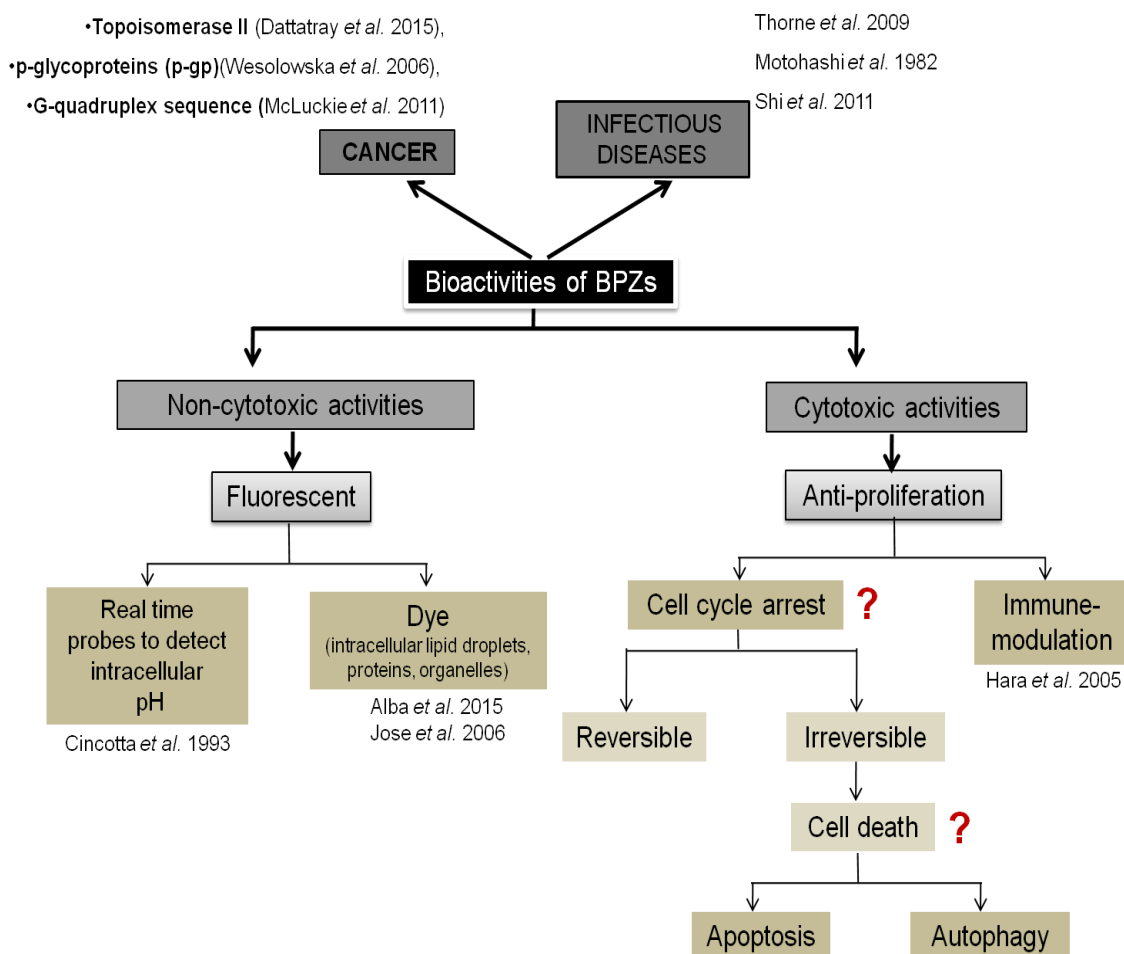 •Topoisomerase II (Dattatray et al. 2015),
•p-glycoproteins (p-gp)(Wesolowska et al. 2006),
•G-quadruplex sequence (McLuckie et al. 2011)
Thorne et al. 2009
Motohashi et al. 1982
Shi et al. 2011
CANCER
INFECTIOUS
DISEASES
Bioactivities of BPZs
Non-cytotoxic activities
Cytotoxic activities
Fluorescent
Anti-proliferation
Real time
probes to detect
intracellular
pH
Cincotta et al. 1993
Dye
(intracellular lipid droplets,
proteins, organelles)
Alba et al. 2015
Jose et al. 2006
Cell cycle arrest ?
Immune-
modulation
Hara et al. 2005
Reversible
Irreversible
Cell death ?
Apoptosis
Autophagy